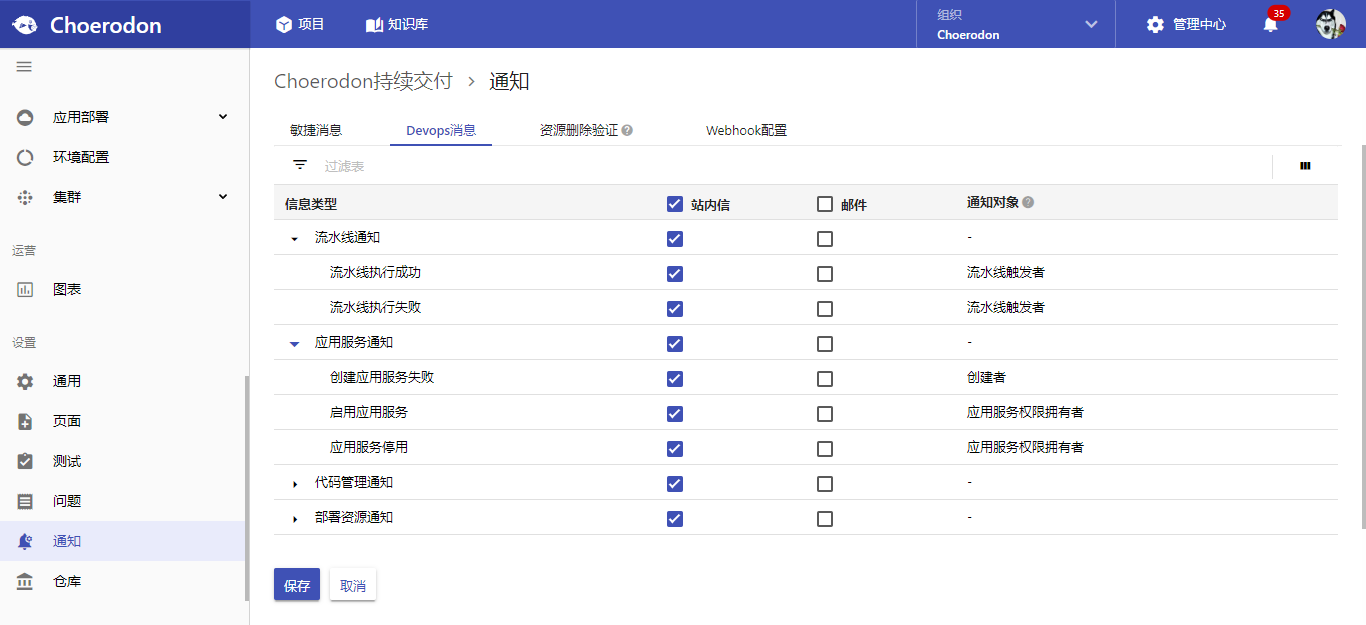 Choerodon
项目
知识库
组织
Choerodon
管理中心
35
应用部署
环境配置
集群
运营
图表
设置
通用
页面
测试
问题
通知
仓库
Choerodon持续交付 > 通知
敏捷消息 Devops消息 资源删除验证 ? Webhook配置
过滤表
信息类型 站内信 邮件 通知对象 ?
流水线通知 -
流水线执行成功 流水线触发者
流水线执行失败 流水线触发者
应用服务通知 -
创建应用服务失败 创建者
启用应用服务 应用服务权限拥有者
应用服务停用 应用服务权限拥有者
代码管理通知 -
部署资源通知 -
保存 取消